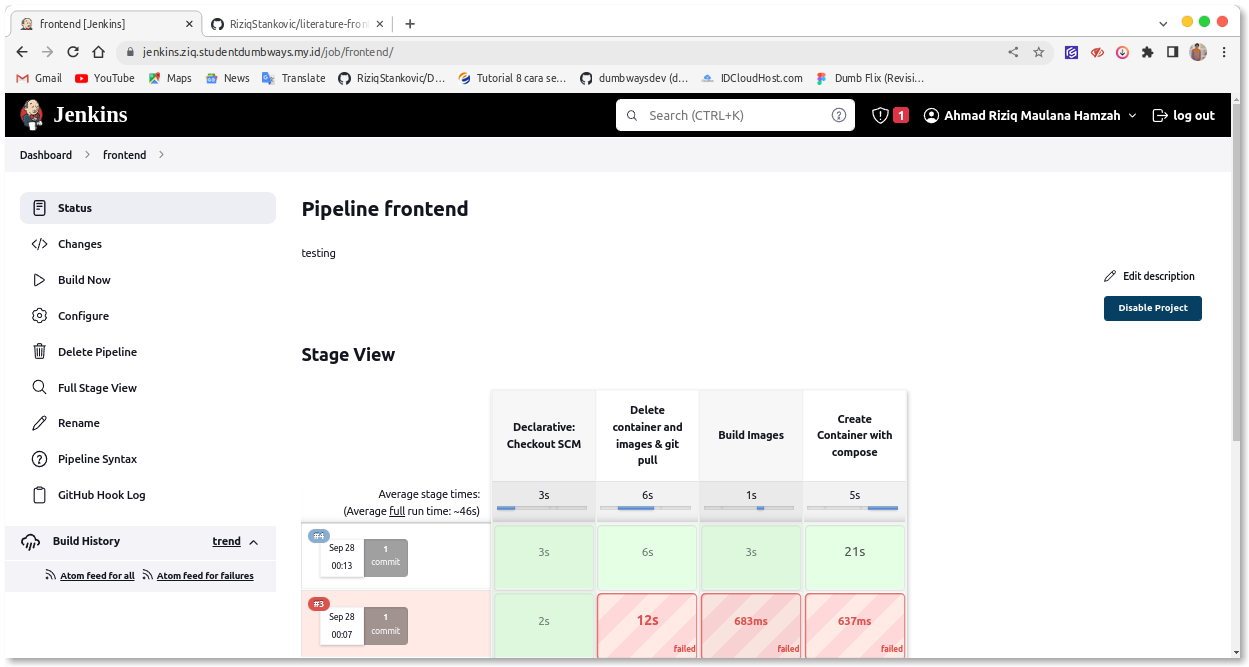 frontend [Jenkins]
RiziqStankovic/literature-fron
jenkins.ziq.studentdumbways.my.id/job/frontend/
Gmail
YouTube
Maps
News
Translate
RiziqStankovic/D...
Tutorial 8 cara se...
dumbwaysdev (d...
IDCloudHost.com
Dumb Flix (Revisi...
Jenkins
Search (CTRL+K)
?
1
Ahmad Riziq Maulana Hamzah
log out
Dashboard
frontend
Status
Changes
Build Now
Configure
Delete Pipeline
Full Stage View
Rename
Pipeline Syntax
GitHub Hook Log
Build History
trend
Atom feed for all
Atom feed for failures
Pipeline frontend
testing
Edit description
Disable Project
Stage View
Declarative:
Checkout SCM
Delete
container and
images & git
pull
Build Images
Create
Container with
compose
Average stage times:
(Average full run time: ~46s)
3s
6s
1s
5s
#4
Sep 28
00:13
1
commit
3s
6s
3s
21s
#3
Sep 28
00:07
1
commit
2s
12s
failed
683ms
failed
637ms
failed